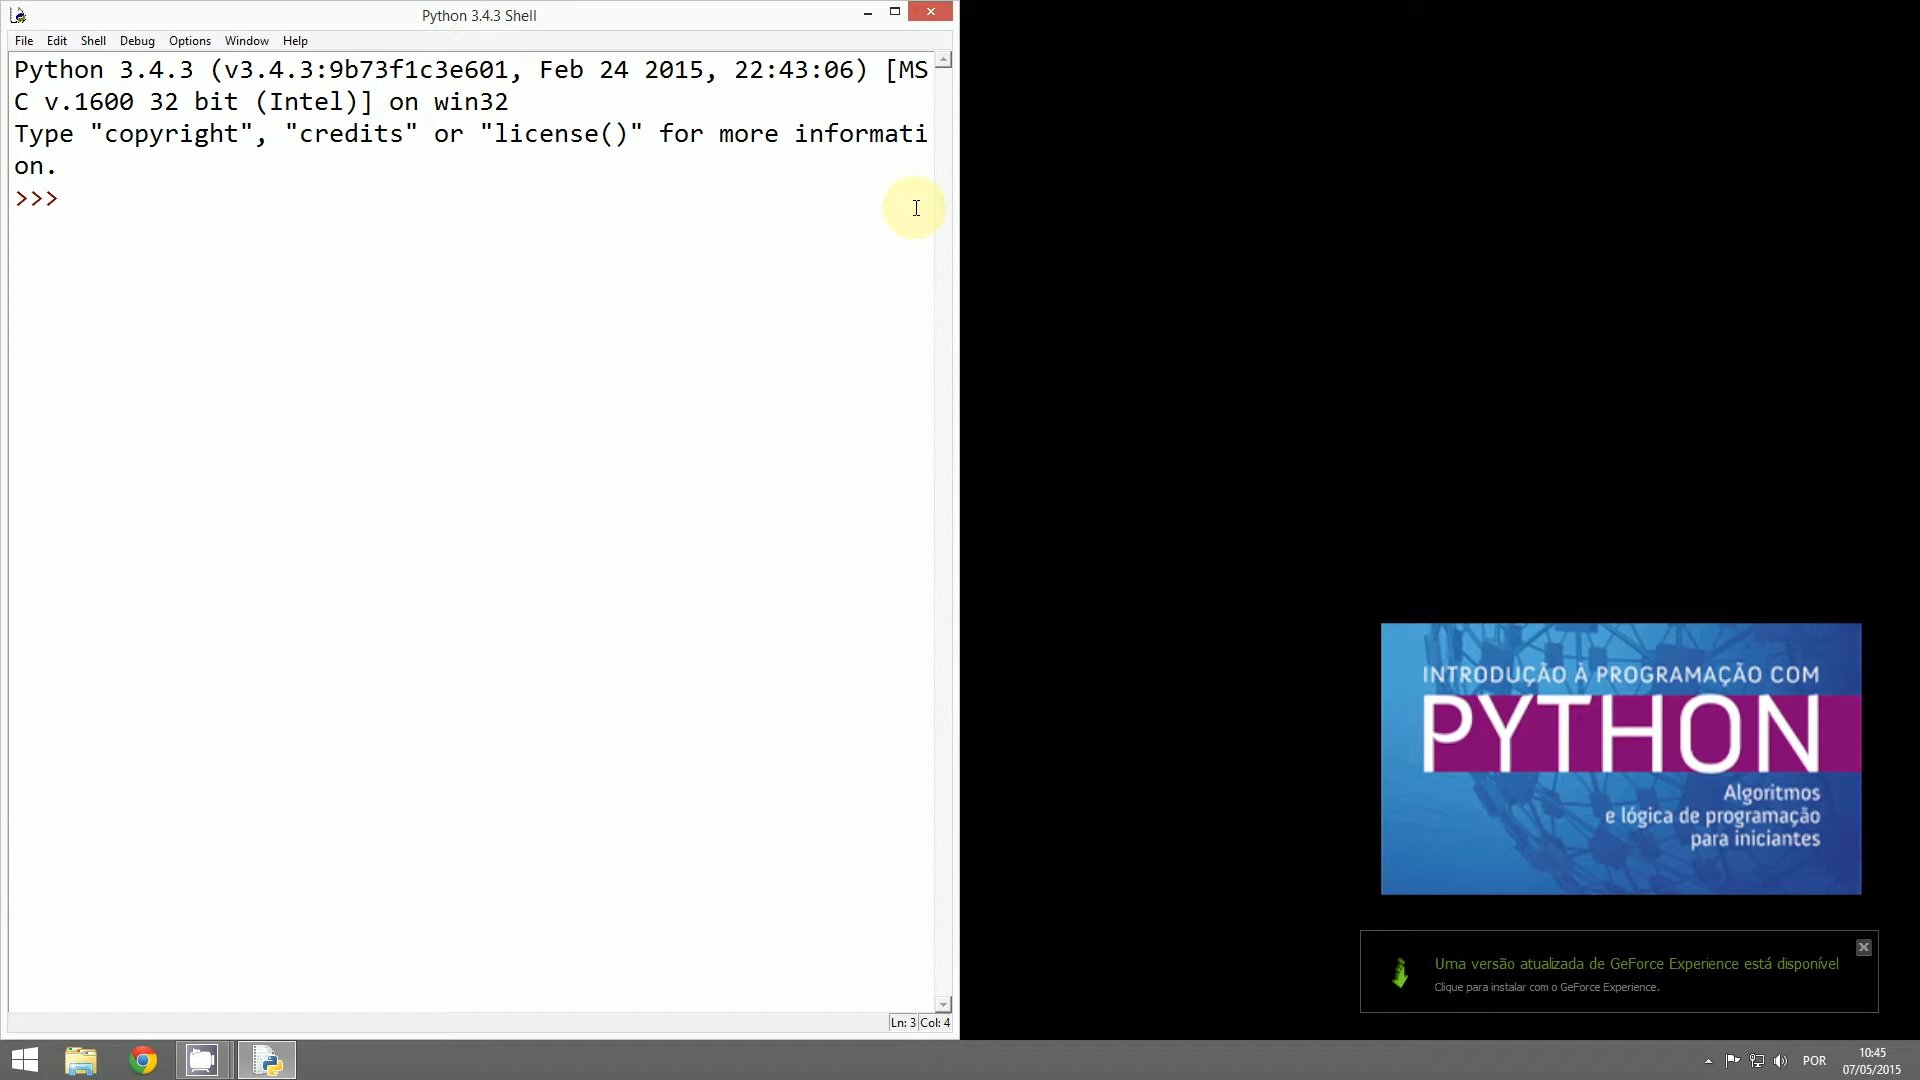 Python 3.4.3 Shell
File Edit Shell Debug Options Window Help
Python 3.4.3 (v3.4.3:9b73f1c3e601, Feb 24 2015, 22:43:06) [MS
C v.1600 32 bit (Intel)] on win32
Type "copyright", "credits" or "license()" for more informati
on.
>>>
INTRODUÇÃO À PROGRAMAÇÃO COM
PYTHON
Algoritmos
e lógica de programação
para iniciantes
Uma versão atualizada de GeForce Experience está disponível
Clique para instalar com o GeForce Experience.
Ln: 3 Col: 4
POR
10:45
07/05/2015